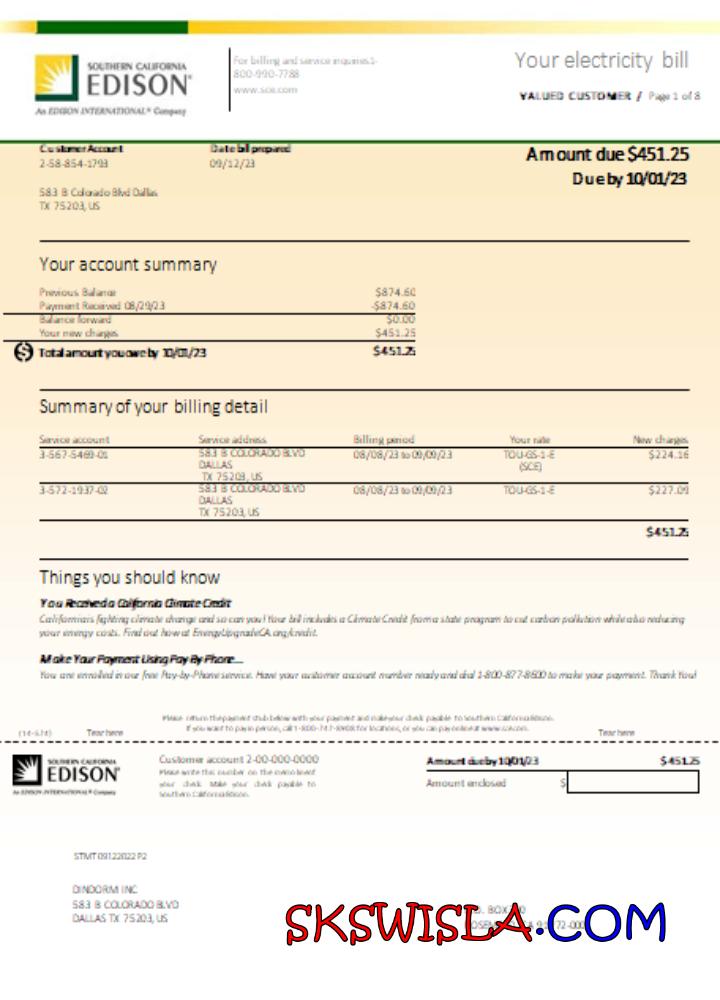 SOUTHERN CALIFORNIA
EDISON
An EDISON INTERNATIONAL® Company
For billing and service inquiries 1-
800-990-7788
www.sce.com
Your electricity bill
VALUED CUSTOMER / Page 1 of 8
Customer Account
2-58-854-1793
Date bill prepared
09/12/23
Amount due $451.25
Due by 10/01/23
583 B Colorado Blvd Dallas
TX 75203, US
Your account summary
Previous Balance $874.60
Payment Received 08/29/23 -$874.60
Balance forward $0.00
Your new charges $451.25
Total amount you owe by 10/01/23 $451.25
Summary of your billing detail
Service account Service address Billing period Your rate New charges
3-567-5469-01 583 B COLORADO BLVD 08/08/23 to 09/09/23 TOU-GS-1-E $224.16
DALLAS (SCE)
TX 75203, US
3-572-1937-02 583 B COLORADO BLVD 08/08/23 to 09/09/23 TOU-GS-1-E $227.09
DALLAS
TX 75203, US
$451.25
Things you should know
You Received a California Climate Credit
Californiars fighting climate change and so can you! Your bill includes a Climate Credit from a state program to cut carbon pollution while also reducing
your energy costs. Find out how at EnergyUpgradeCA.org/credit.
Make Your Payment Using Pay By Phone...
You are enrolled in our free Pay-by-Phone service. Have your customer account number ready and dial 1-800-877-8600 to make your payment. Thank You!
Please return the payment stub below with your payment and make your check payable to Southern California Edison.
If you want to pay in person, call 1-800-747-8908 for locations, or you can pay online at www.sce.com.
(14-574) Tear here Tear here
SOUTHERN CALIFORNIA
EDISON
An EDISON INTERNATIONAL® Company
Customer account 2-00-000-0000
Please write this number on the memo line of
your check. Make your check payable to
Southern California Edison.
Amount due by 10/01/23 $451.25
Amount enclosed $
STMT 09122022 P2
DINDORM INC
583 B COLORADO BLVD
DALLAS TX 75203, US
SKSWISLA.COM